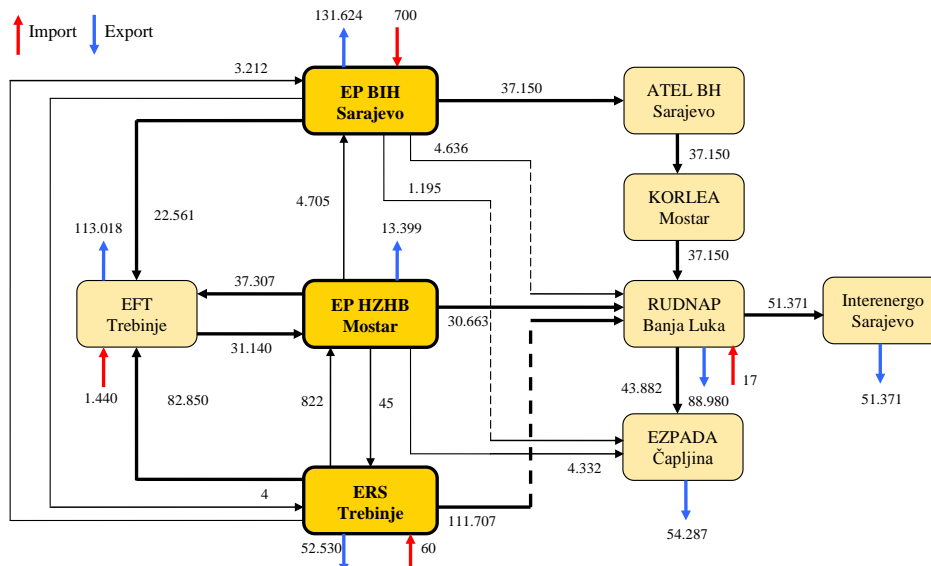 131.624
700
Import
Export
3.212
EP BIH
Sarajevo
37.150
ATEL BH
Sarajevo
4.636
37.150
1.195
KORLEA
Mostar
4.705
22.561
113.018
13.399
37.150
EFT
Trebinje
37.307
EP HZHB
Mostar
30.663
RUDNAP
Banja Luka
51.371
Interenergo
Sarajevo
31.140
1.440
82.850
822
45
43.882
88.980
17
51.371
EZPADA
Čapljina
4.332
4
ERS
Trebinje
111.707
54.287
52.530
60